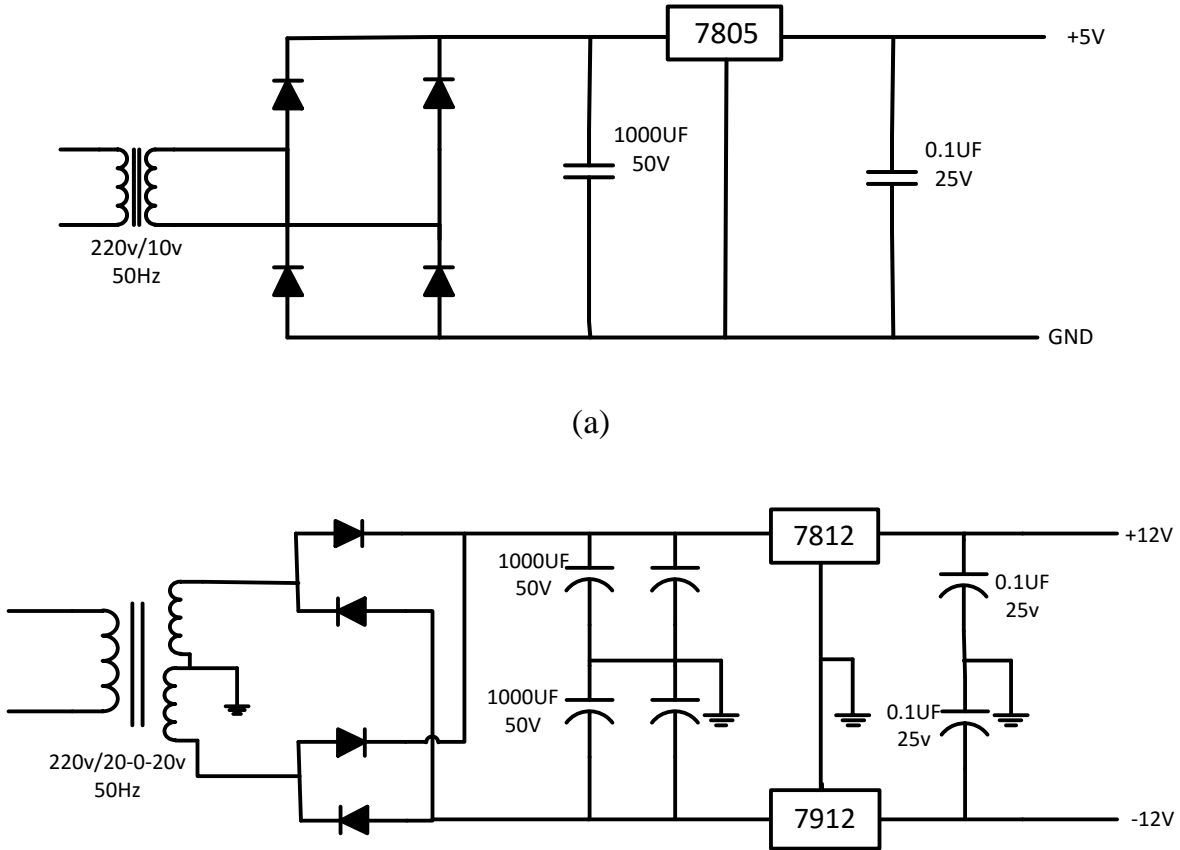 7805
+5V
1000UF
50V
0.1UF
25V
220v/10v
50Hz
GND
(a)
7812
+12V
1000UF
50V
0.1UF
25v
1000UF
50V
0.1UF
25v
220v/20-0-20v
50Hz
7912
-12V